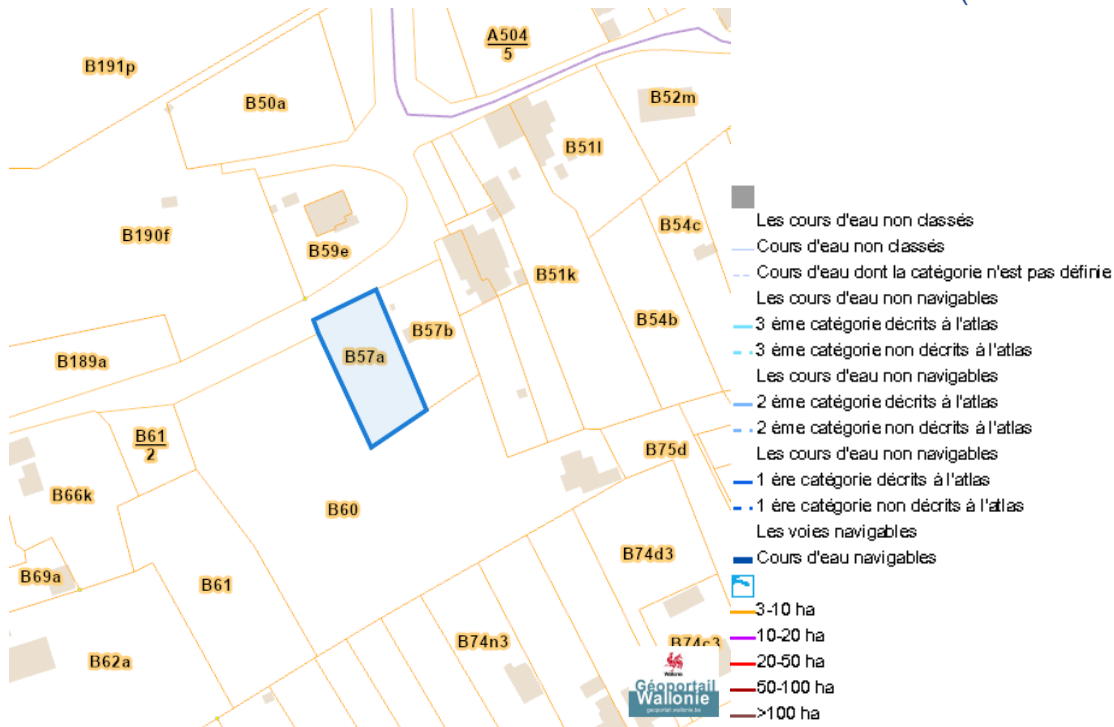 A504
5
B191p
B50a
B52m
B51l
B190f
B59e
B54c
B51k
B57b
B57a
B54b
B189a
B61
2
B75d
B66k
B60
B74d3
B69a
B61
B62a
B74n3
B74c3
Wallonie
Géoportail
Wallonie
geoportail.wallonie.be
Les cours d'eau non classés
Cours d'eau non classés
Cours d'eau dont la catégorie n'est pas définie
Les cours d'eau non navigables
3 ème catégorie décrits à l'atlas
3 ème catégorie non décrits à l'atlas
Les cours d'eau non navigables
2 ème catégorie décrits à l'atlas
2 ème catégorie non décrits à l'atlas
Les cours d'eau non navigables
1 ère catégorie décrits à l'atlas
1 ère catégorie non décrits à l'atlas
Les voies navigables
Cours d'eau navigables
3-10 ha
10-20 ha
20-50 ha
50-100 ha
>100 ha